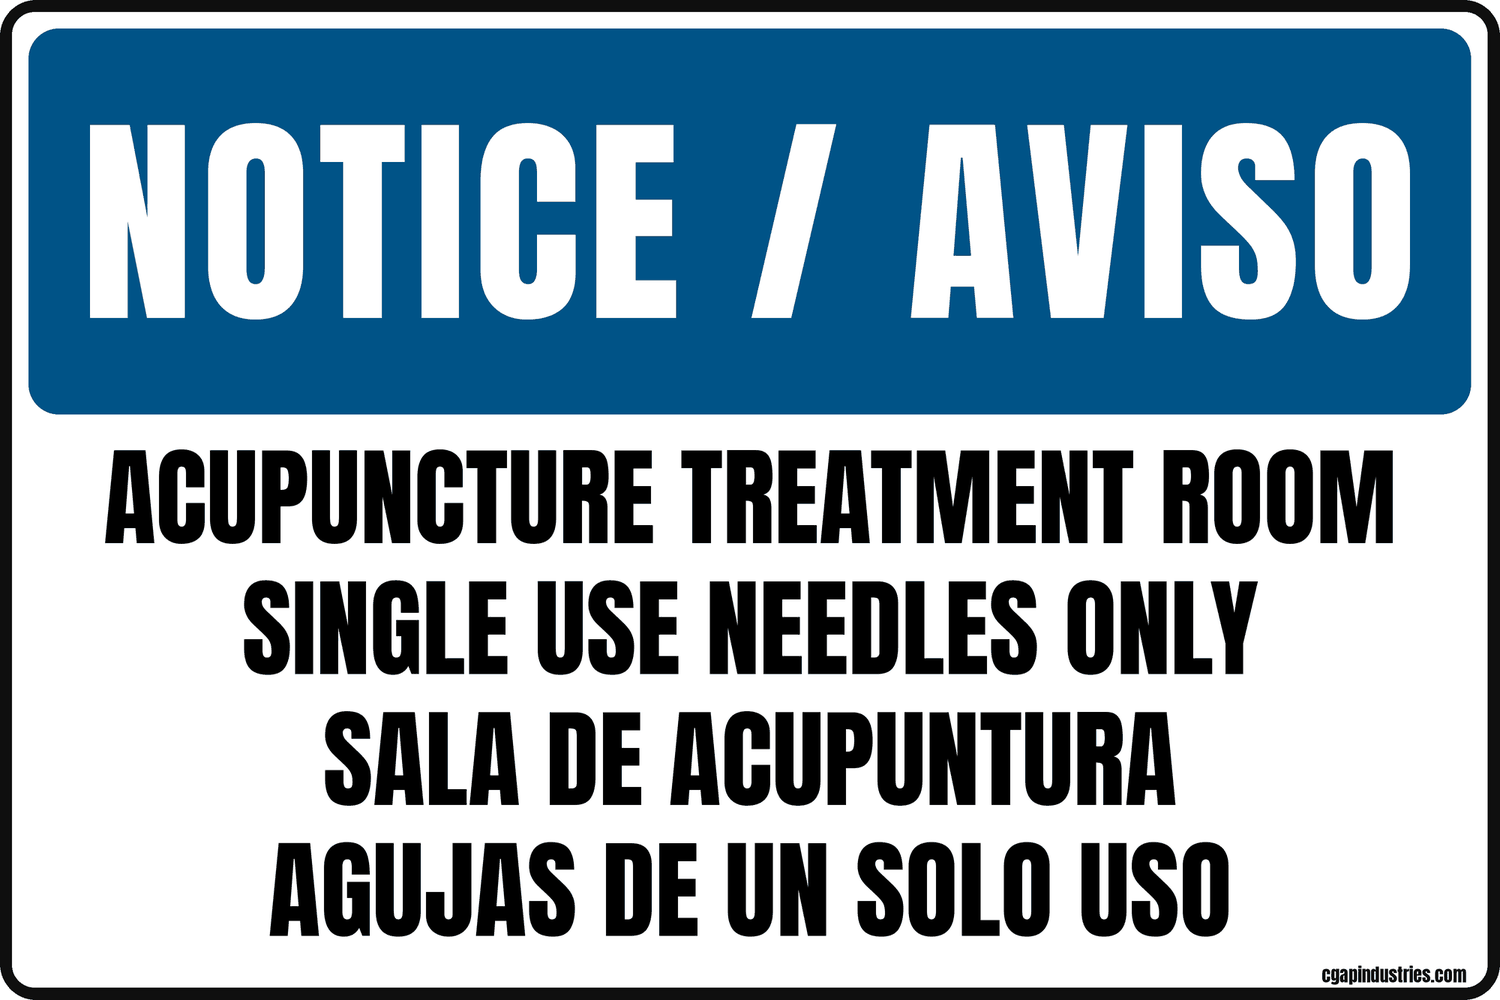 NOTICE / AVISO
ACUPUNCTURE TREATMENT ROOM
SINGLE USE NEEDLES ONLY
SALA DE ACUPUNTURA
AGUJAS DE UN SOLO USO
cgapindustries.com